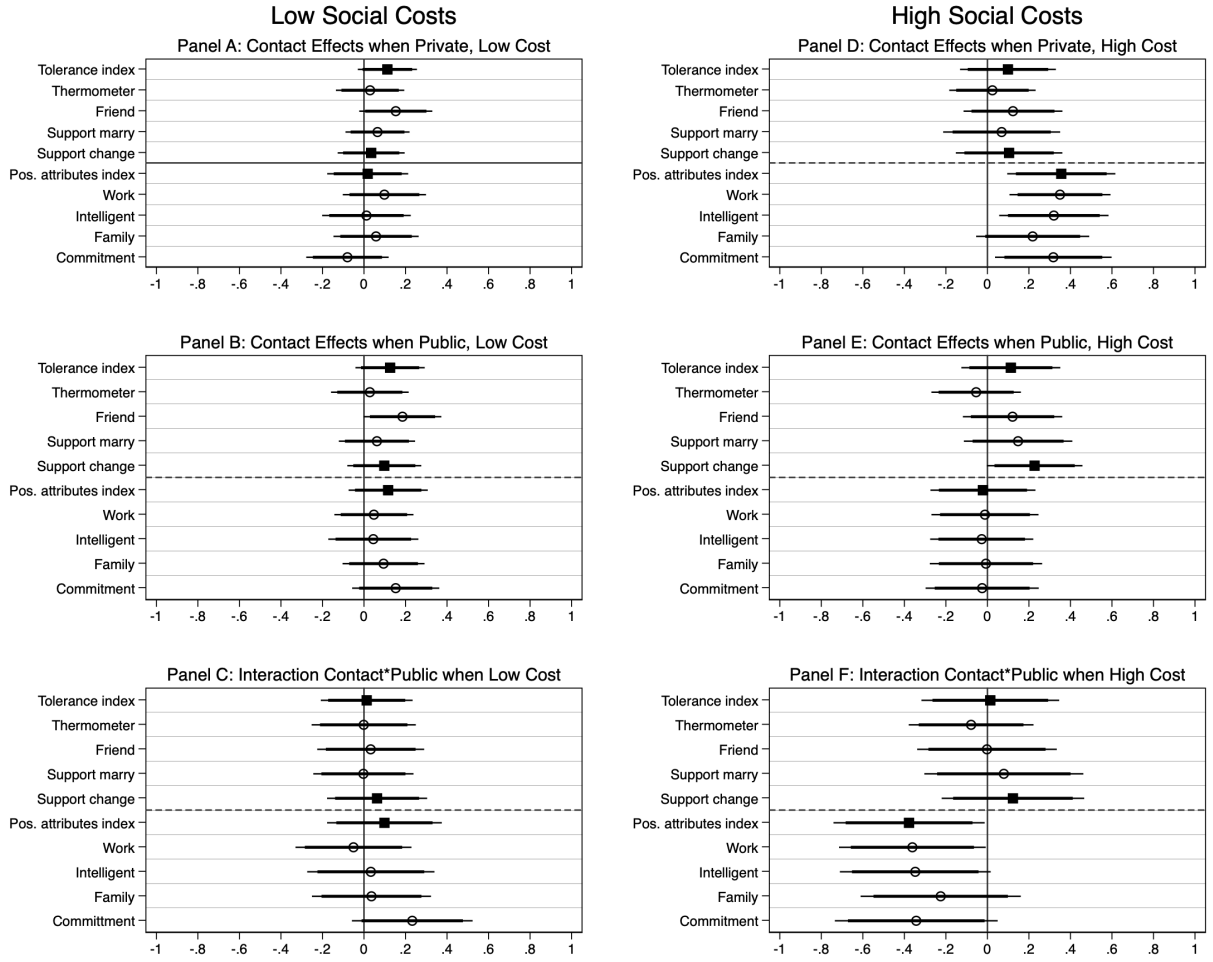 Low Social Costs
High Social Costs
Panel A: Contact Effects when Private, Low Cost
Tolerance index
Thermometer
Friend
Support marry
Support change
Pos. attributes index
Work
Intelligent
Family
Commitment
-1 -.8 -.6 -.4 -.2 0 .2 .4 .6 .8 1
Panel D: Contact Effects when Private, High Cost
Tolerance index
Thermometer
Friend
Support marry
Support change
Pos. attributes index
Work
Intelligent
Family
Commitment
-1 -.8 -.6 -.4 -.2 0 .2 .4 .6 .8 1
Panel B: Contact Effects when Public, Low Cost
Tolerance index
Thermometer
Friend
Support marry
Support change
Pos. attributes index
Work
Intelligent
Family
Commitment
-1 -.8 -.6 -.4 -.2 0 .2 .4 .6 .8 1
Panel E: Contact Effects when Public, High Cost
Tolerance index
Thermometer
Friend
Support marry
Support change
Pos. attributes index
Work
Intelligent
Family
Commitment
-1 -.8 -.6 -.4 -.2 0 .2 .4 .6 .8 1
Panel C: Interaction Contact*Public when Low Cost
Tolerance index
Thermometer
Friend
Support marry
Support change
Pos. attributes index
Work
Intelligent
Family
Committment
-1 -.8 -.6 -.4 -.2 0 .2 .4 .6 .8 1
Panel F: Interaction Contact*Public when High Cost
Tolerance index
Thermometer
Friend
Support marry
Support change
Pos. attributes index
Work
Intelligent
Family
Commitment
-1 -.8 -.6 -.4 -.2 0 .2 .4 .6 .8 1